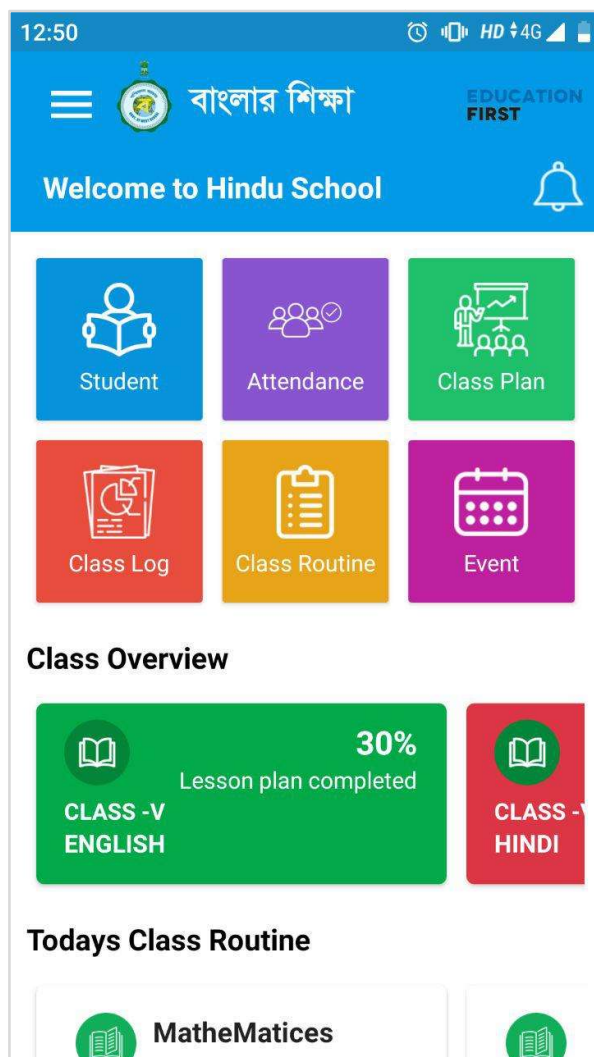 12:50 HD 4G
বাংলার শিক্ষা
EDUCATION
FIRST
Welcome to Hindu School
Student
Attendance
Class Plan
Class Log
Class Routine
Event
Class Overview
30%
Lesson plan completed
CLASS -V
ENGLISH
CLASS -V
HINDI
Todays Class Routine
MatheMatices